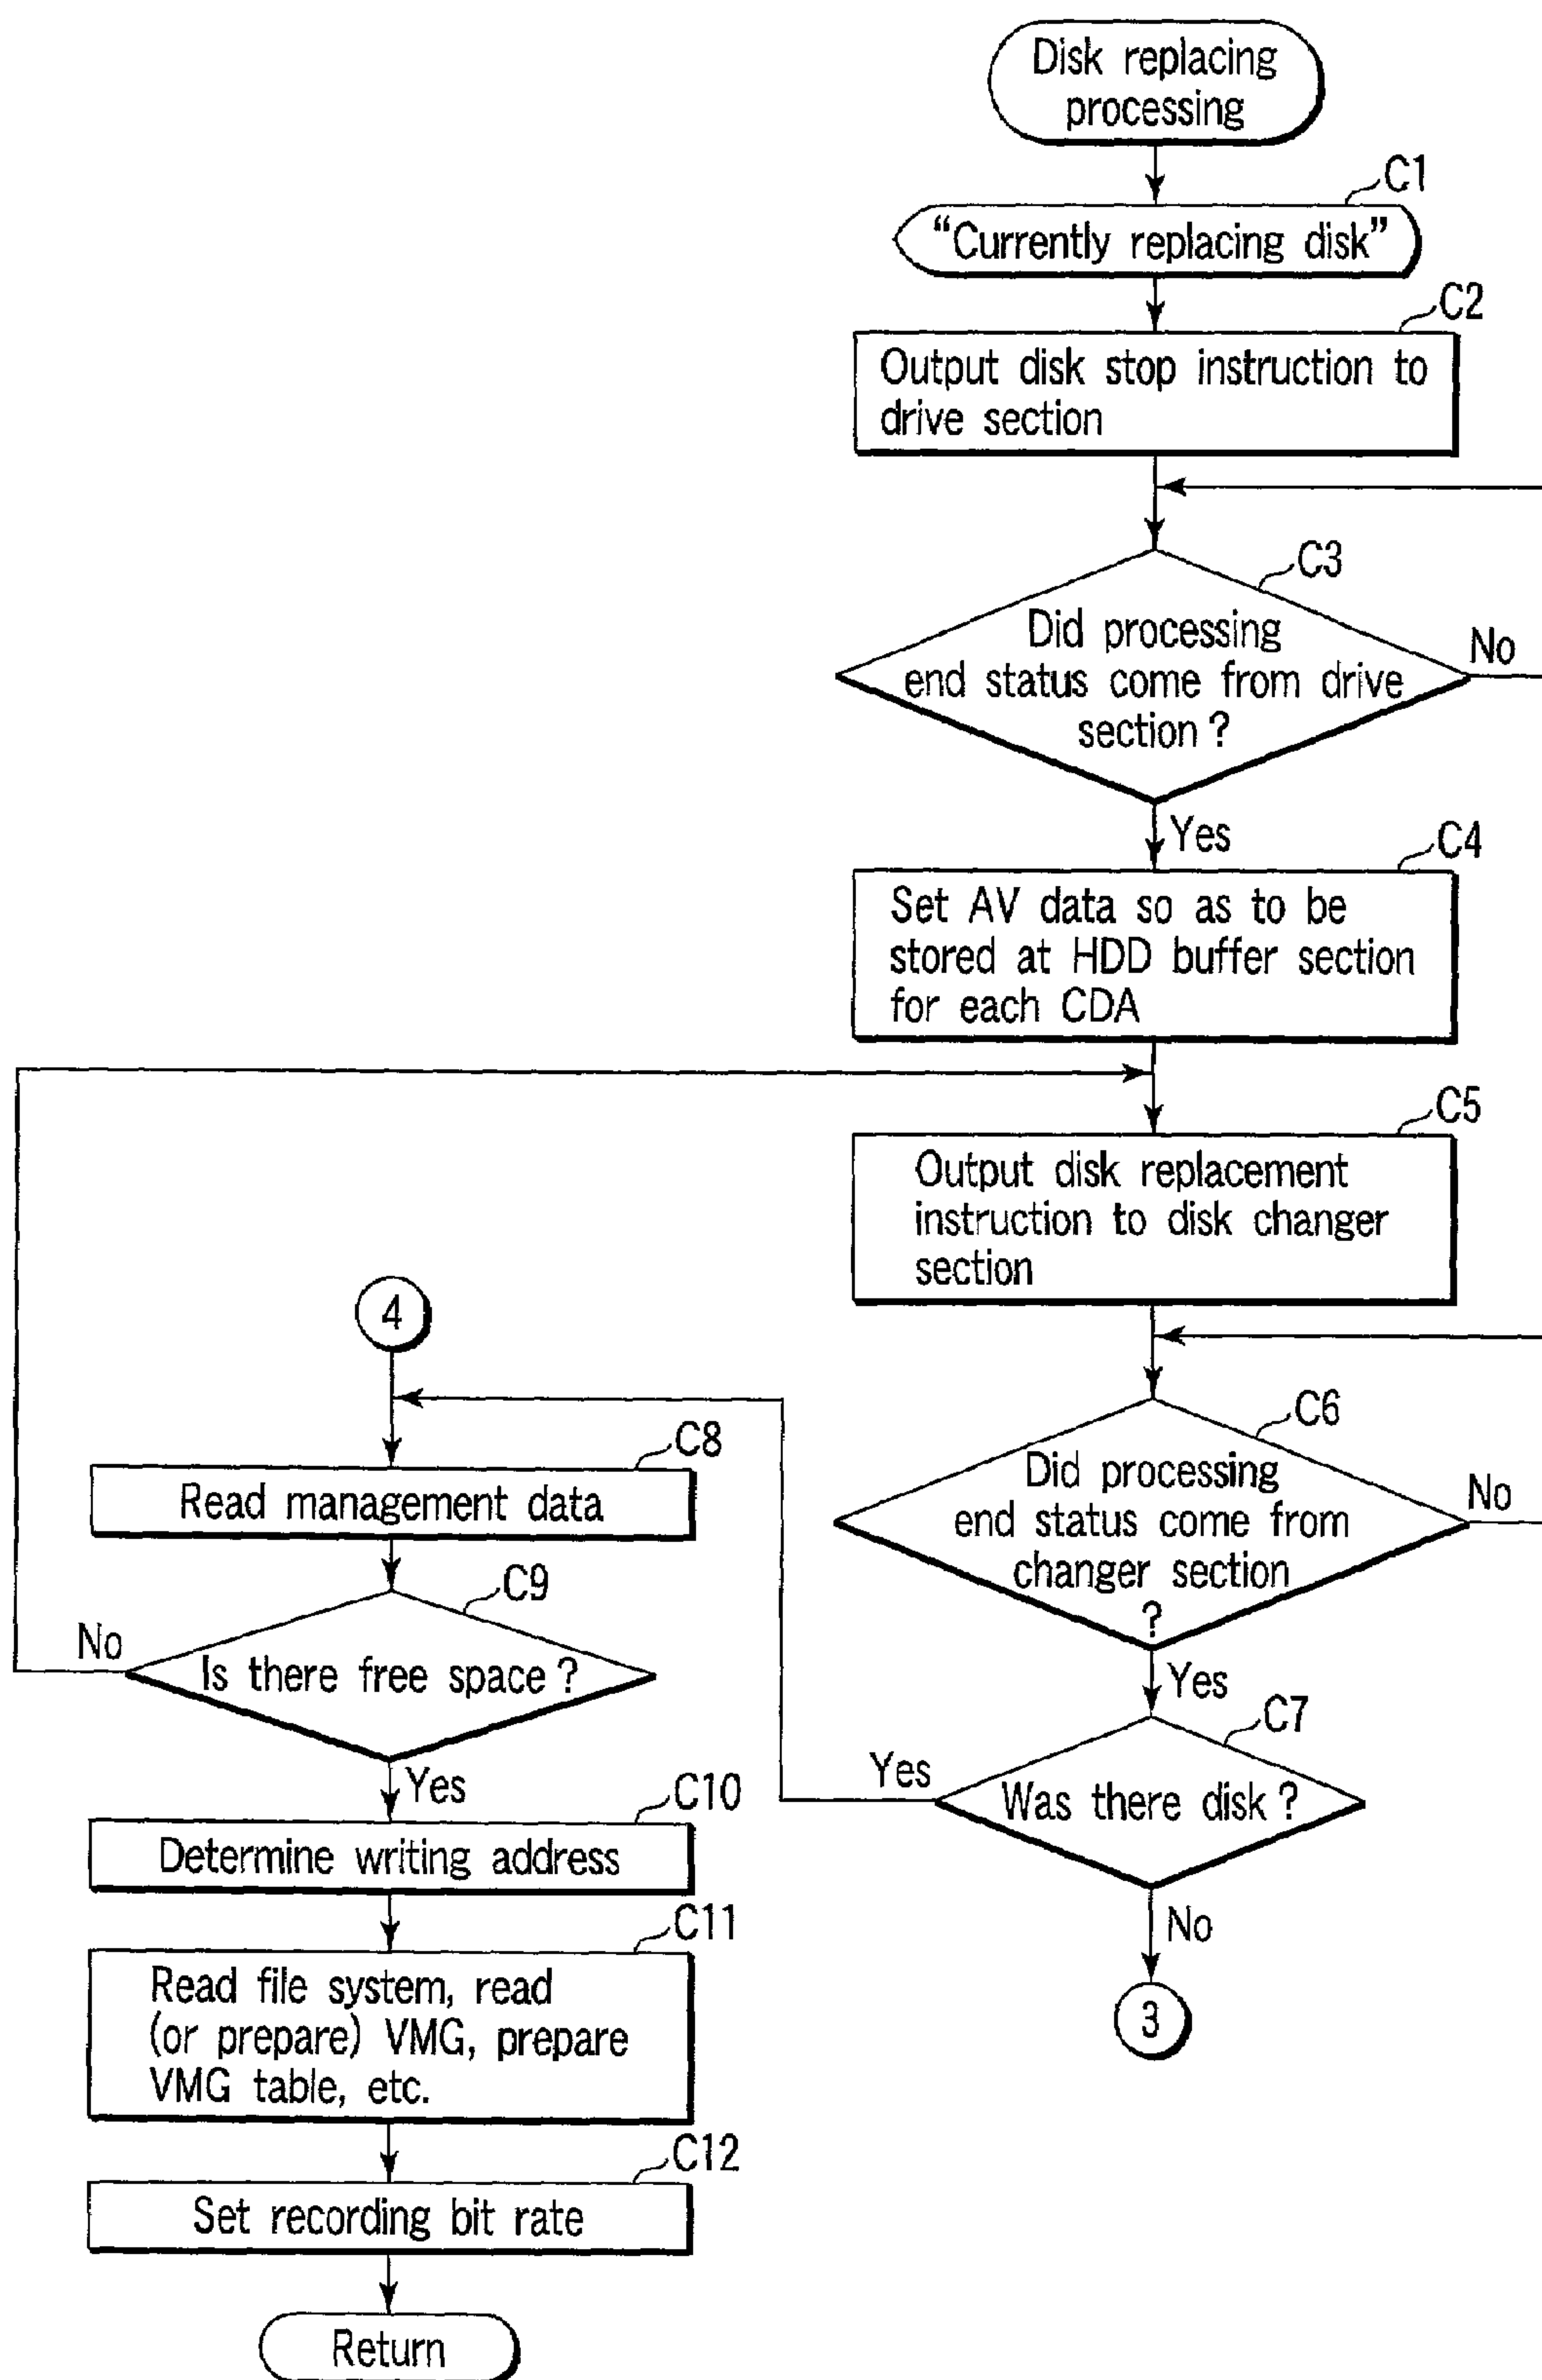 Disk replacing
processing
C1
“Currently replacing disk”
C2
Output disk stop instruction to
drive section
C3
Did processing
end status come from drive
section ?
No
Yes
C4
Set AV data so as to be
stored at HDD buffer section
for each CDA
C5
Output disk replacement
instruction to disk changer
section
C6
Did processing
end status come from
changer section
?
No
Yes
C7
Was there disk ?
Yes
No
3
4
C8
Read management data
C9
Is there free space ?
No
Yes
C10
Determine writing address
C11
Read file system, read
(or prepare) VMG, prepare
VMG table, etc.
C12
Set recording bit rate
Return